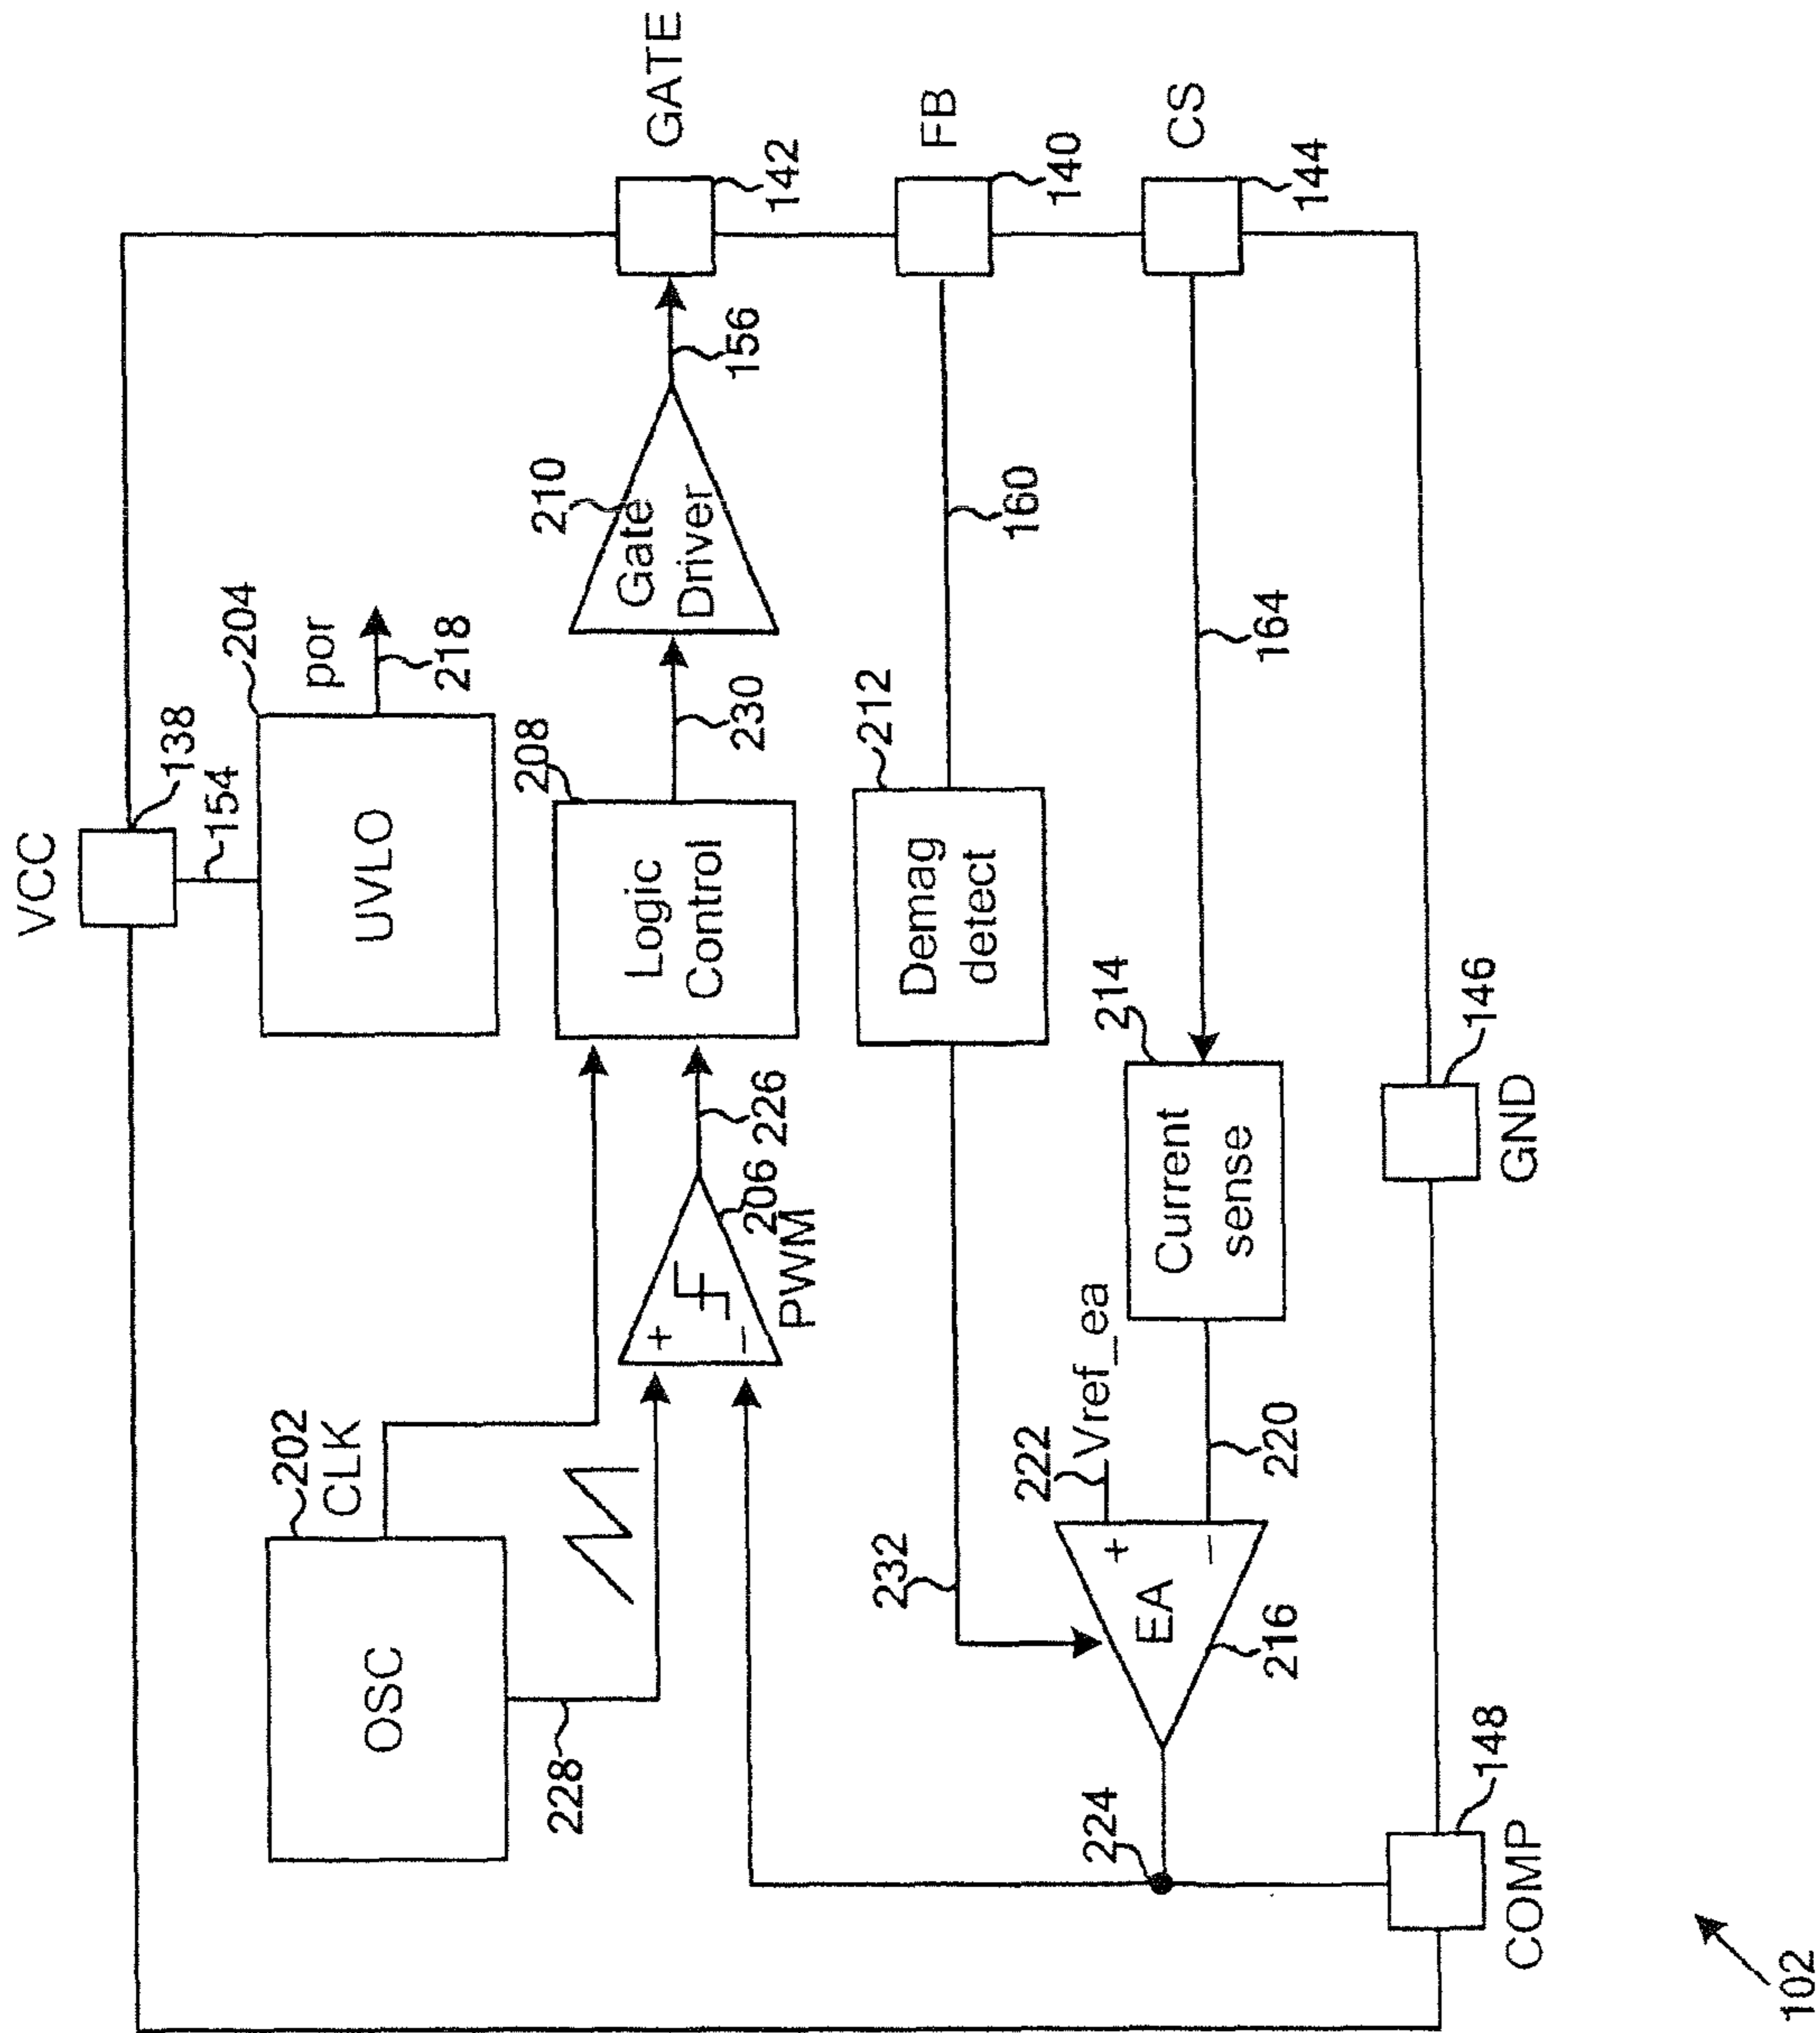 VCC
138
154
204
UVLO
por
218
202
CLK
OSC
228
206
PWM
+
−
226
208
Logic
Control
230
210
Gate
Driver
156
GATE
142
FB
140
160
212
Demag
detect
232
CS
144
164
214
Current
sense
220
222
Vref_ea
+
−
EA
216
224
COMP
148
GND
146
102